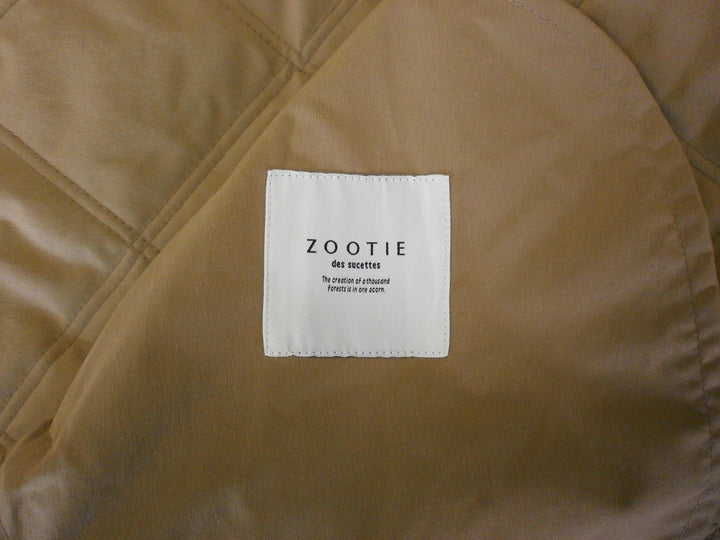 ZOOTIE
des sucettes
The creation of a thousand
forests is in one acorn.